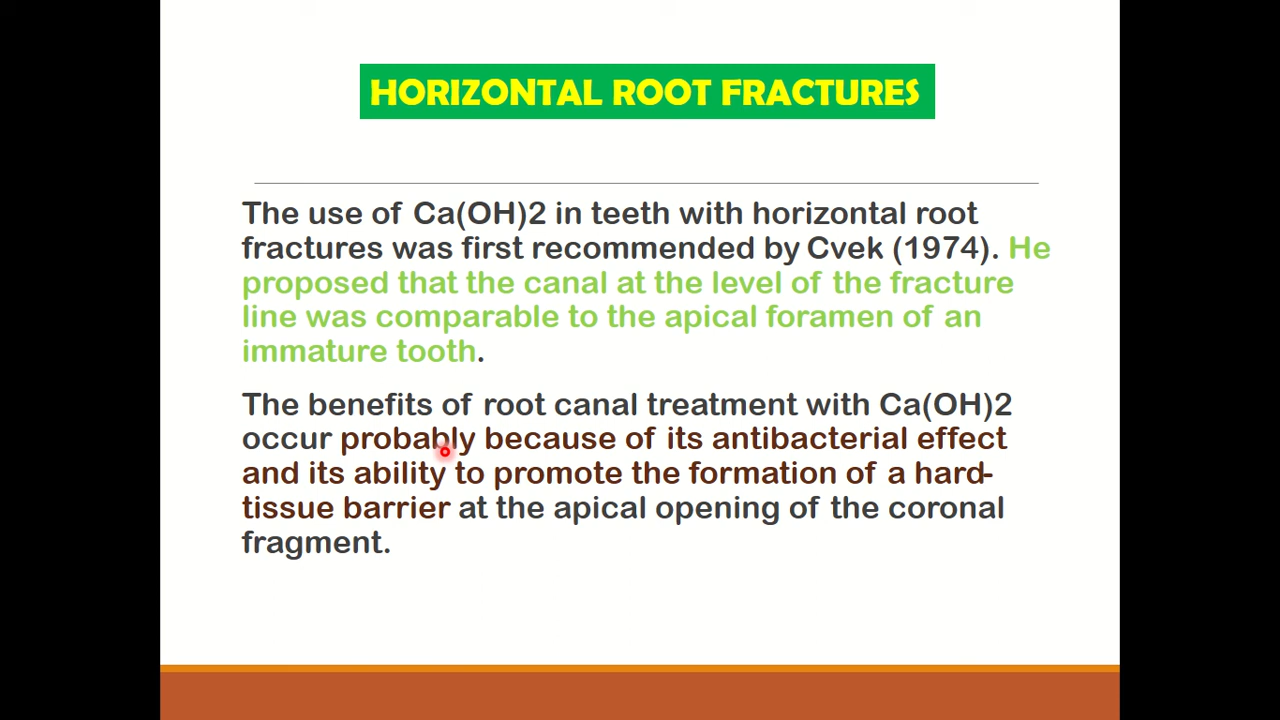 HORIZONTAL ROOT FRACTURES
The use of Ca(OH)2 in teeth with horizontal root
fractures was first recommended by Cvek (1974). He
proposed that the canal at the level of the fracture
line was comparable to the apical foramen of an
immature tooth.
The benefits of root canal treatment with Ca(OH)2
occur probably because of its antibacterial effect
and its ability to promote the formation of a hard-
tissue barrier at the apical opening of the coronal
fragment.